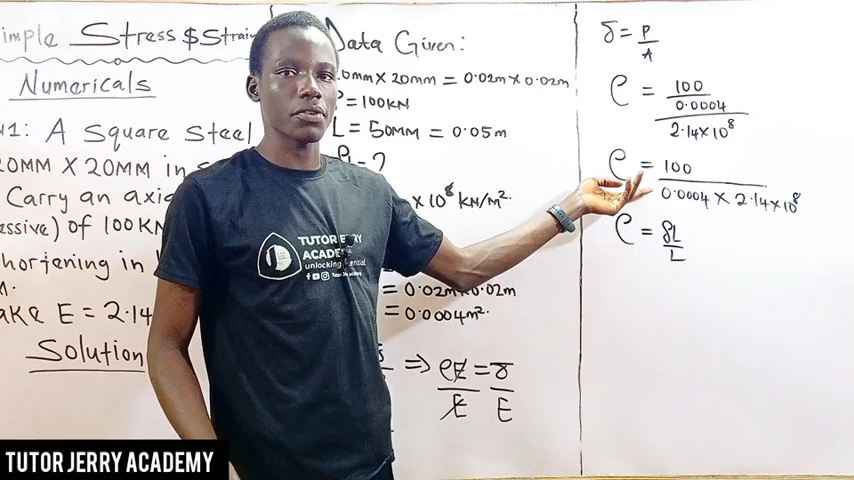 imple Stress $ Strain
Numericals
1: A Square Steel
20MM X 20MM in
Carry an axi
essive) of 100KN
hortening in
M.
ake E = 2.14
Solution
Data Given:
0mm x 20mm = 0.02m x 0.02m
= 100KN
L = 50MM = 0.05m
= ?
x 10⁸ KN/M²
= 0.02m x 0.02m
= 0.0004m²
⇒ eE = σ
E E
δ = P
A
e = 100
0.0004
2.14x10⁸
e = 100
0.0004 x 2.14x10⁸
e = δL
L
TUTOR JERRY
ACADEMY
TUTOR JERRY ACADEMY